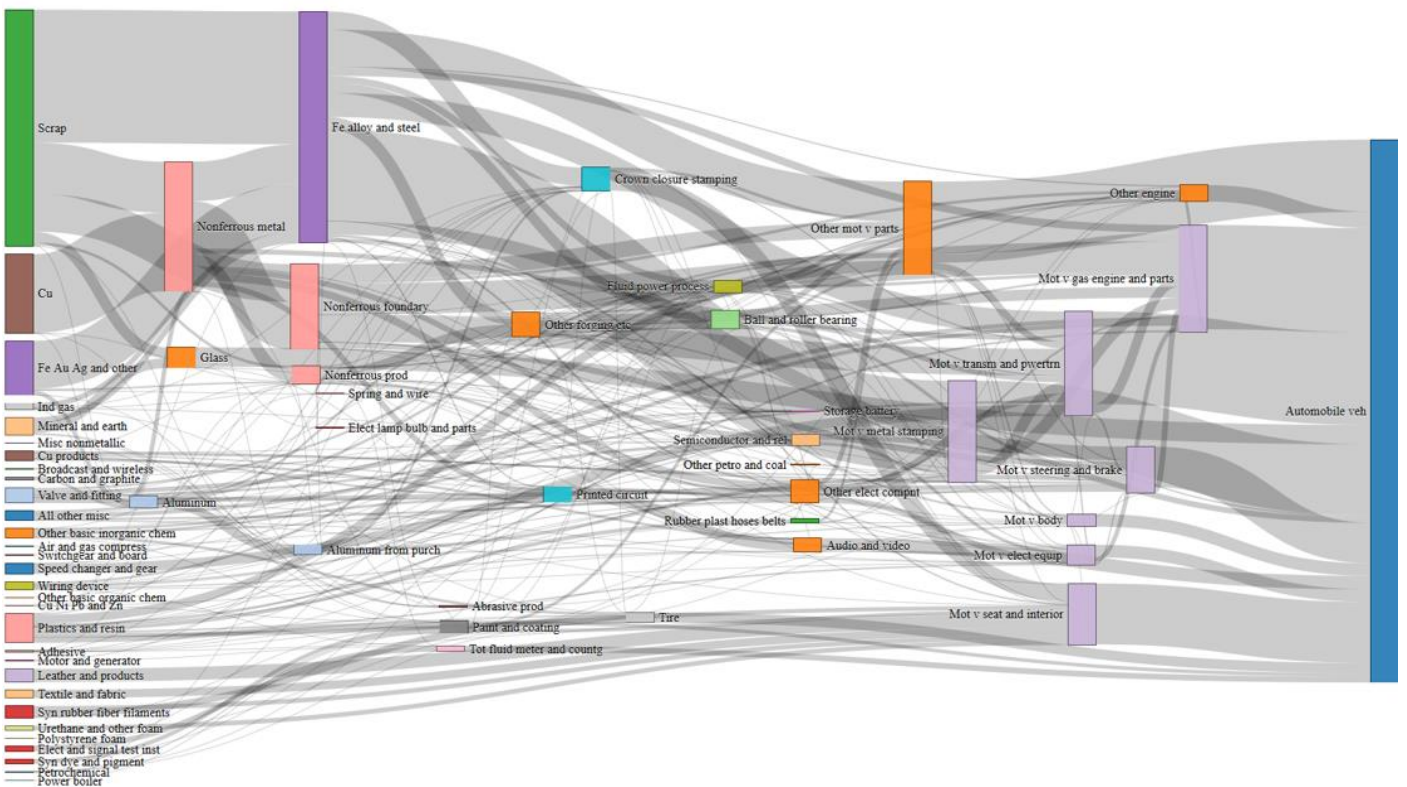 Scrap
Fe alloy and steel
Crown closure stamping
Other engine
Nonferrous metal
Other mot v parts
Mot v gas engine and parts
Cu
Fluid power process
Nonferrous foundary
Other forging etc
Ball and roller bearing
Glass
Fe Au Ag and other
Mot v transm and pwertrn
Nonferrous prod
Spring and wire
Ind gas
Storage battery
Automobile veh
Mineral and earth
Elect lamp bulb and parts
Mot v metal stamping
Misc nonmetallic
Semiconductor and rel
Cu products
Broadcast and wireless
Other petro and coal
Mot v steering and brake
Carbon and graphite
Valve and fitting
Aluminum
Printed circuit
Other elect compnt
All other misc
Rubber plast hoses belts
Mot v body
Other basic inorganic chem
Air and gas compress
Aluminum from purch
Audio and video
Switchgear and board
Mot v elect equip
Speed changer and gear
Wiring device
Other basic organic chem
Cu Ni Pb and Zn
Abrasive prod
Tire
Mot v seat and interior
Plastics and resin
Paint and coating
Adhesive
Tot fluid meter and countg
Motor and generator
Leather and products
Textile and fabric
Syn rubber fiber filaments
Urethane and other foam
Polystyrene foam
Elect and signal test inst
Syn dye and pigment
Petrochemical
Power boiler